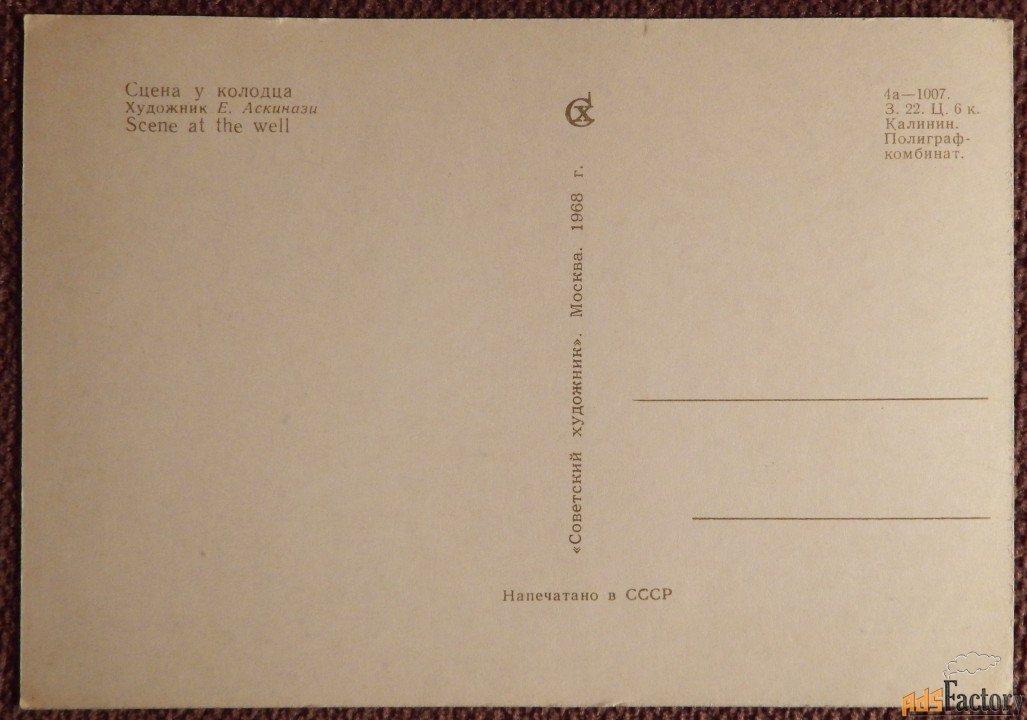 Сцена у колодца
Художник Е. Аскинази
Scene at the well
СХ
4а—1007.
З. 22. Ц. 6 к.
Калинин.
Полиграф-
комбинат.
«Советский художник». Москва. 1968 г.
Напечатано в СССР
AdsFactory